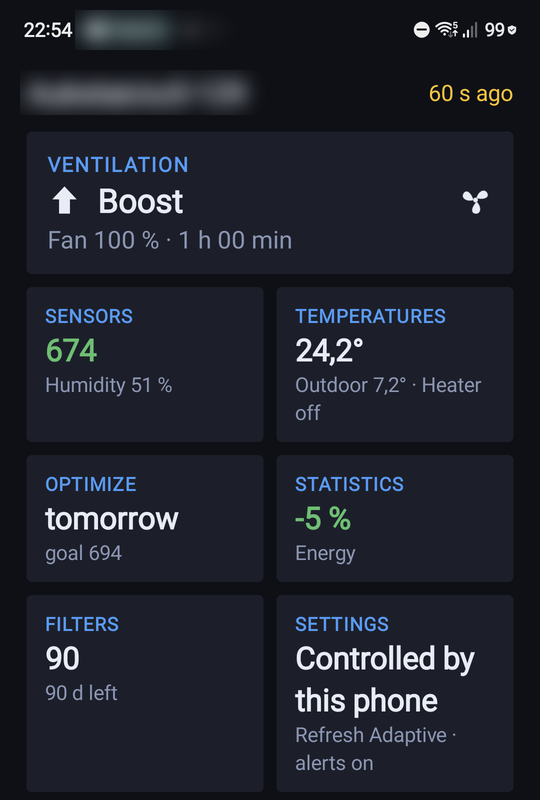 22:54
99
60 s ago
VENTILATION
Boost
Fan 100 % · 1 h 00 min
SENSORS
674
Humidity 51 %
TEMPERATURES
24,2°
Outdoor 7,2° · Heater
off
OPTIMIZE
tomorrow
goal 694
STATISTICS
-5 %
Energy
FILTERS
90
90 d left
SETTINGS
Controlled by
this phone
Refresh Adaptive ·
alerts on